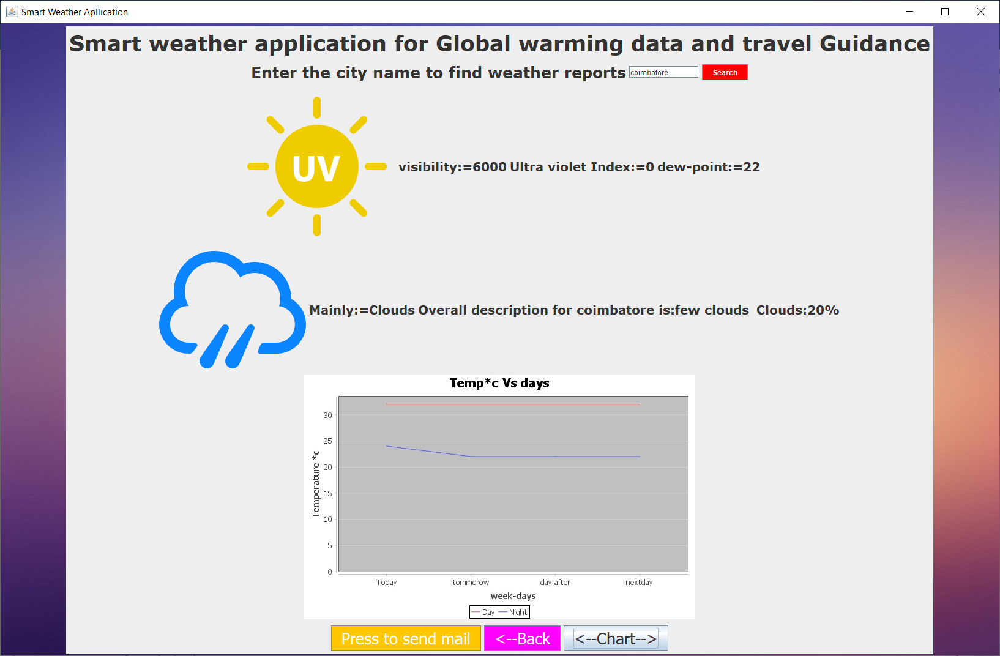 Smart Weather Apllication
Smart weather application for Global warming data and travel Guidance
Enter the city name to find weather reports coimbatore Search
UV
visibility:=6000 Ultra violet Index:=0 dew-point:=22
Mainly:=Clouds Overall description for coimbatore is:few clouds Clouds:20%
Temp*c Vs days
Temperature *c
30
25
20
15
10
5
0
Today tommorow day-after nextday
week-days
Day Night
Press to send mail <--Back <--Chart-->